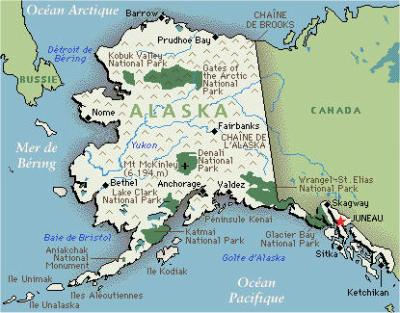 Océan Arctique
Barrow
CHAÎNE
DE BROOKS
Prudhoe Bay
Détroit de
Béring
Kobuk Valley
National Park
Gates of
the Arctic
National Park
RUSSIE
ALASKA
CANADA
Nome
Fairbanks
Mer de
Béring
Yukon
CHAÎNE DE
L'ALASKA
Mt McKinley
(6 194 m)
Denali
National
Park
Wrangel-St. Elias
National Park
Bethel
Anchorage
Valdez
Lake Clark
National Park
Skagway
JUNEAU
Péninsule Kenai
Baie de Bristol
Katmai
National Park
Glacier Bay
National Park
Golfe d'Alaska
Sitka
Aniakchak
National
Monument
Ile Kodiak
Ile Unimak
Iles Aléoutiennes
Océan
Pacifique
Ketchikan
Ile Unalaska